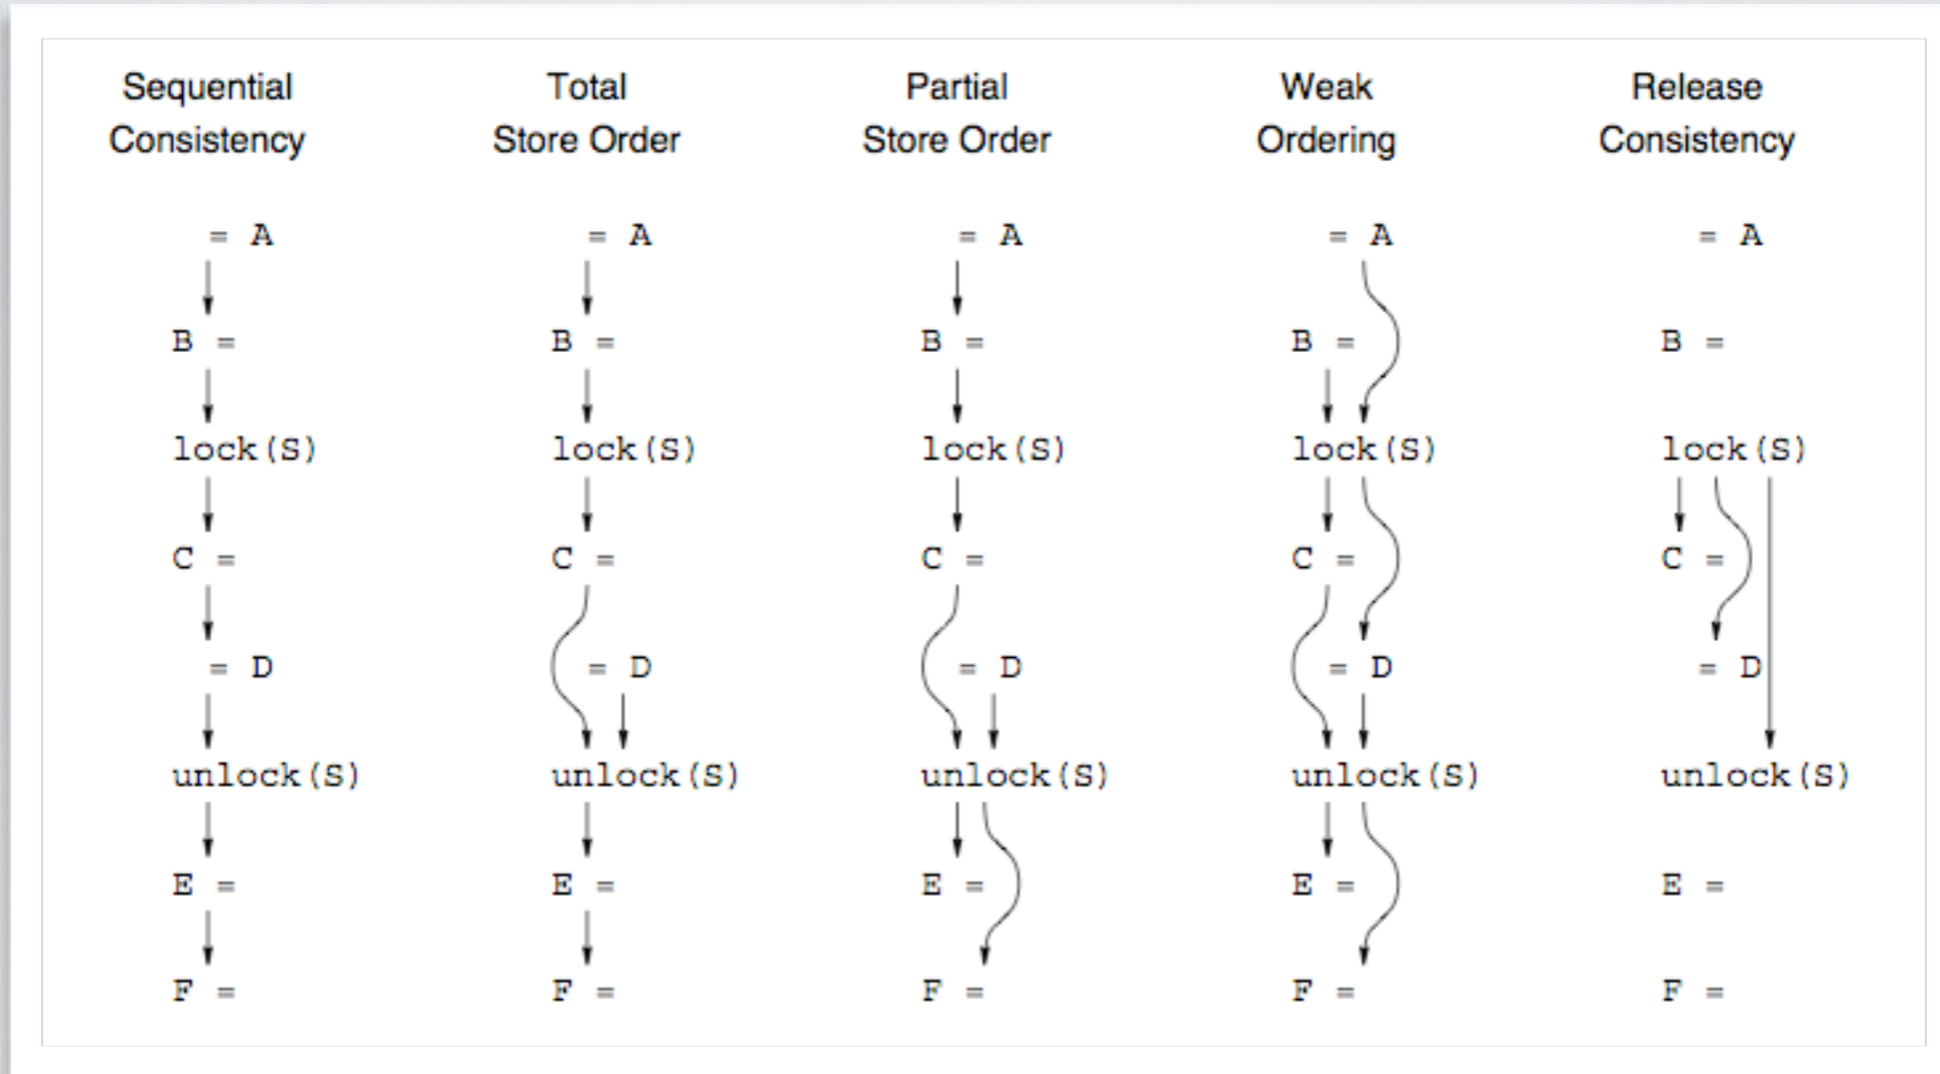 Sequential Consistency
Total Store Order
Partial Store Order
Weak Ordering
Release Consistency
= A
B =
lock(S)
C =
= D
unlock(S)
E =
F =
= A
B =
lock(S)
C =
= D
unlock(S)
E =
F =
= A
B =
lock(S)
C =
= D
unlock(S)
E =
F =
= A
B =
lock(S)
C =
= D
unlock(S)
E =
F =
= A
B =
lock(S)
C =
= D
unlock(S)
E =
F =